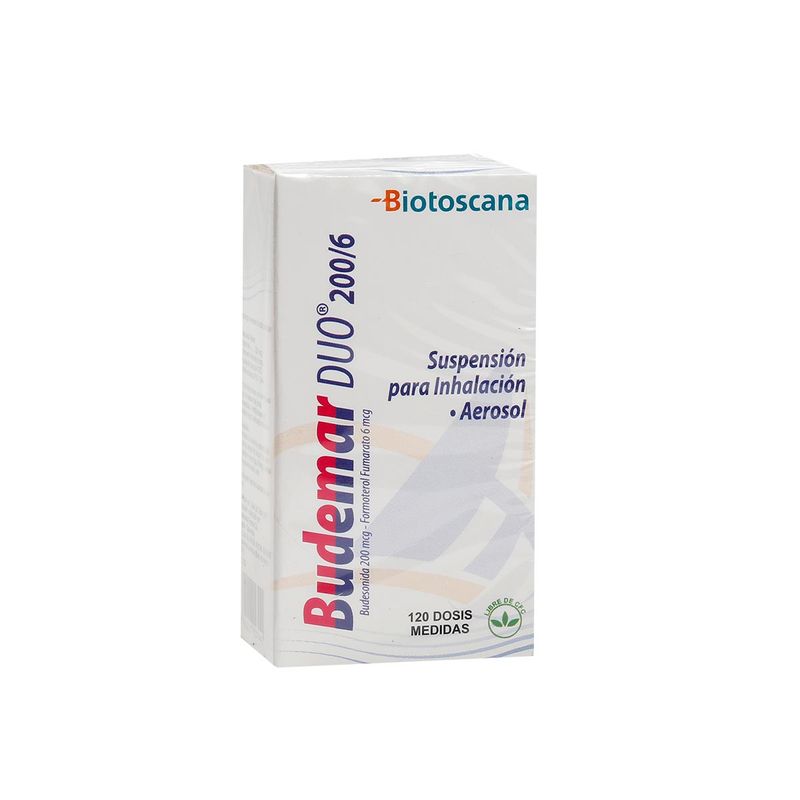 Biotoscana
Budemar DUO® 200/6
Budesonida 200 mcg - Formoterol Fumarato 6 mcg
Suspensión
para Inhalación
• Aerosol
120 DOSIS
MEDIDAS
LIBRE DE CFC